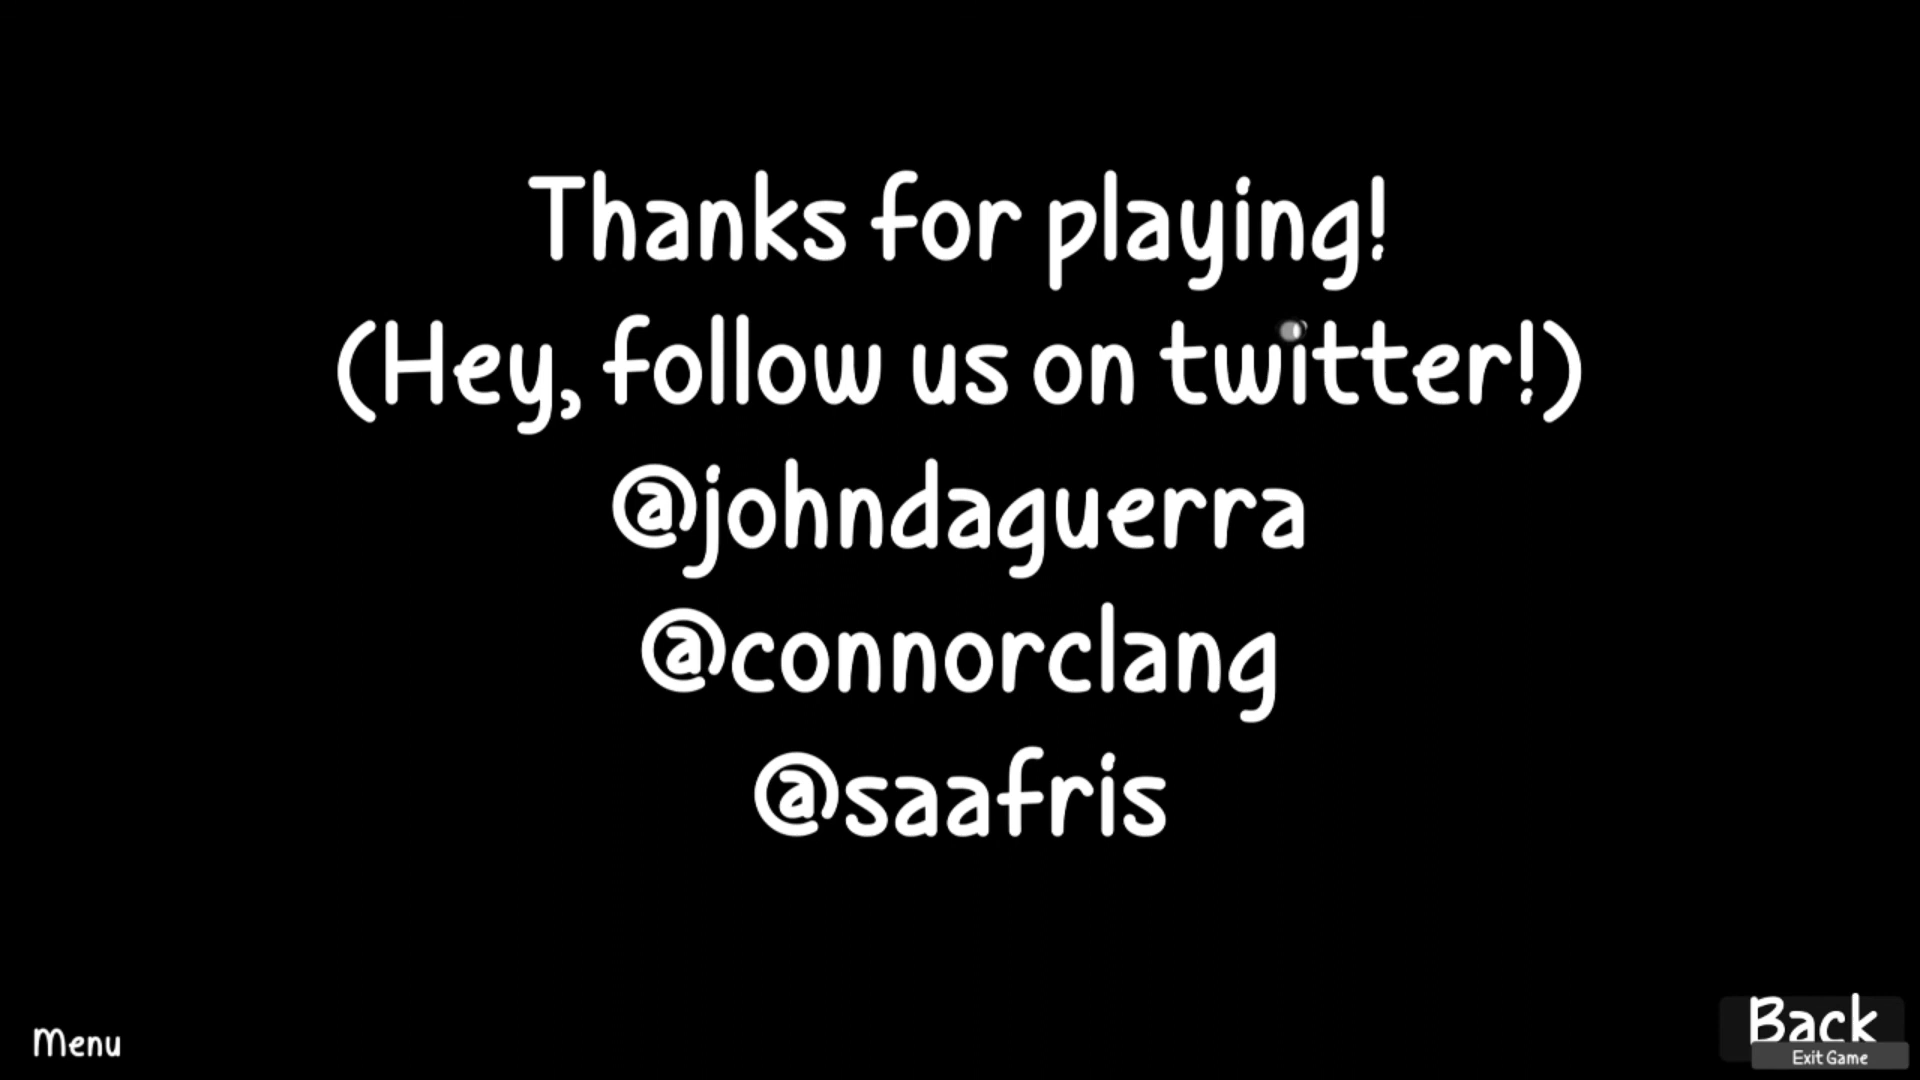 Thanks for playing!
(Hey, follow us on twitter!)
@johndaguerra
@connorclang
@saafris
Menu
Back
Exit Game